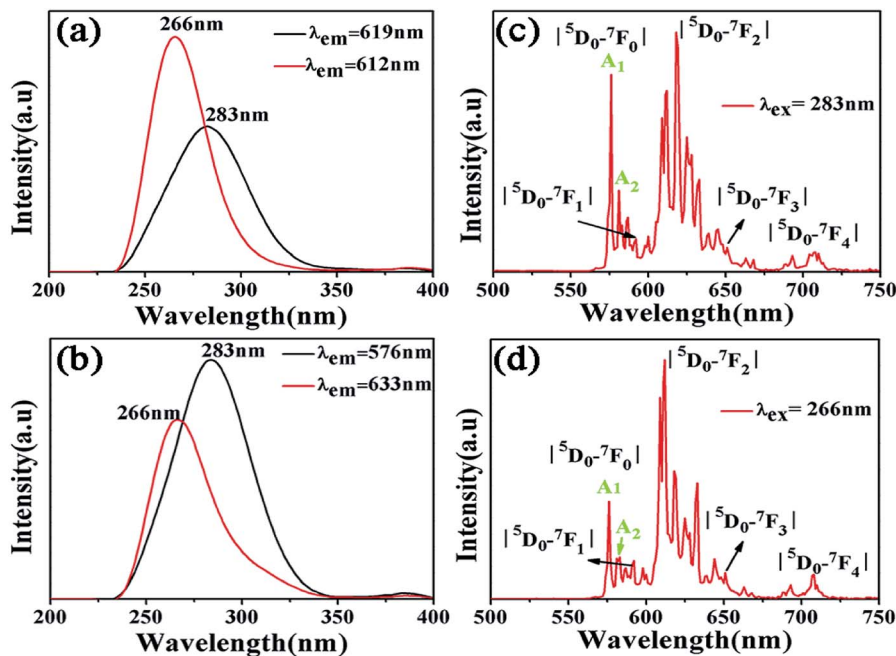 (a)
266nm
283nm
λem=619nm
λem=612nm
Intensity(a.u)
200 250 300 350 400
Wavelength(nm)
(c)
|⁵D₀-⁷F₀|
|⁵D₀-⁷F₂|
A₁
λex= 283nm
A₂
|⁵D₀-⁷F₁|
|⁵D₀-⁷F₃|
|⁵D₀-⁷F₄|
Intensity(a.u)
500 550 600 650 700 750
Wavelength(nm)
(b)
283nm
266nm
λem=576nm
λem=633nm
Intensity(a.u)
200 250 300 350 400
Wavelength(nm)
(d)
|⁵D₀-⁷F₂|
λex= 266nm
|⁵D₀-⁷F₀|
A₁
A₂
|⁵D₀-⁷F₁|
|⁵D₀-⁷F₃|
|⁵D₀-⁷F₄|
Intensity(a.u)
500 550 600 650 700 750
Wavelength(nm)